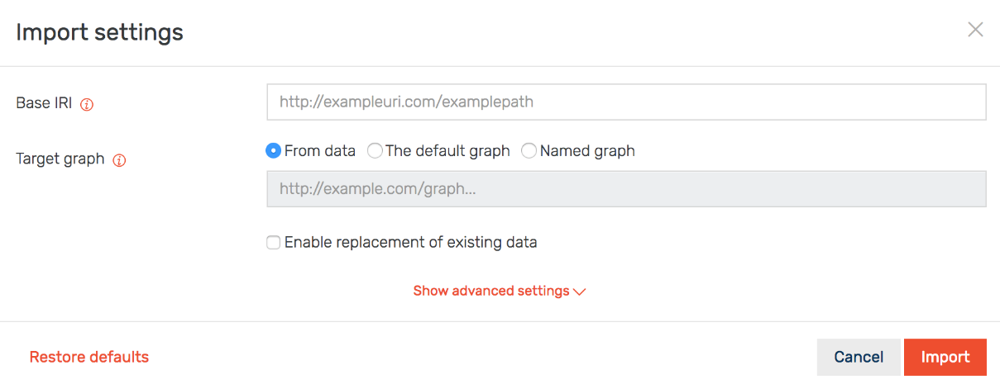 Import settings
Base IRI
http://exampleuri.com/examplepath
Target graph
From data The default graph Named graph
http://example.com/graph...
Enable replacement of existing data
Show advanced settings
Restore defaults
Cancel
Import